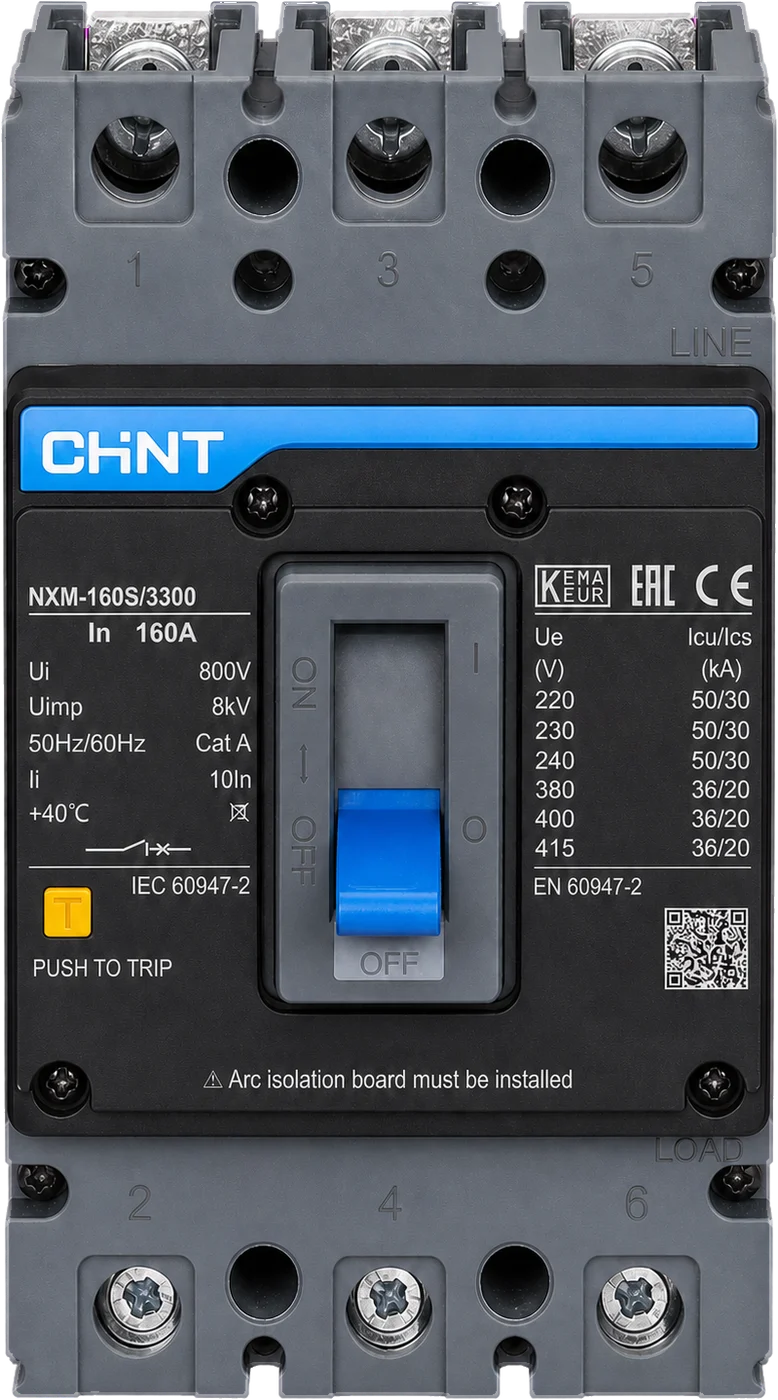 1 3 5
LINE
CHNT
NXM-160S/3300
In 160A
Ui 800V
Uimp 8kV
50Hz/60Hz Cat A
Ii 10In
+40℃
IEC 60947-2
T
PUSH TO TRIP
ON ↔ OFF
I
O
OFF
KEMA
KEUR
EAC CE
Ue Icu/Ics
(V) (kA)
220 50/30
230 50/30
240 50/30
380 36/20
400 36/20
415 36/20
EN 60947-2
⚠ Arc isolation board must be installed
LOAD
2 4 6